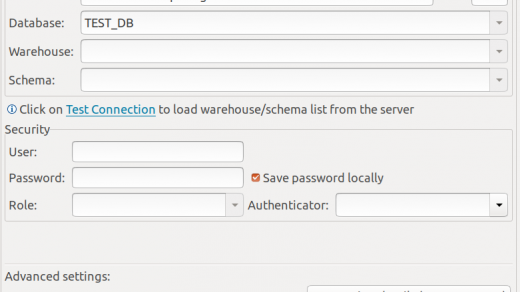 Database: TEST_DB
Warehouse:
Schema:
Click on Test Connection to load warehouse/schema list from the server
Security
User:
Password: Save password locally
Role: Authenticator:
Advanced settings: